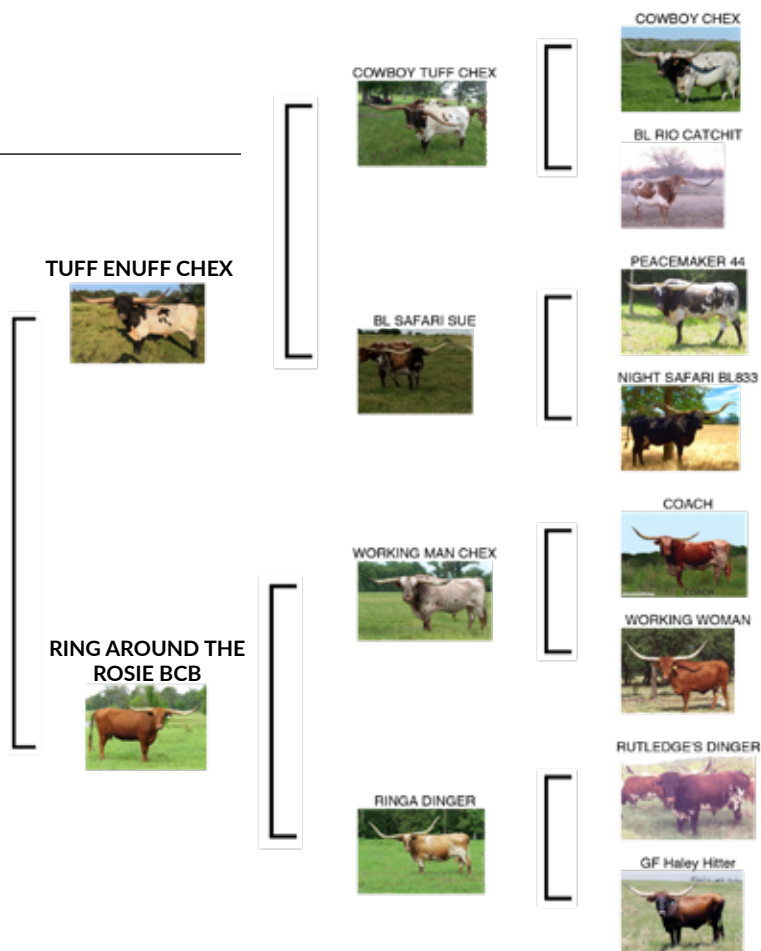 COWBOY CHEX
COWBOY TUFF CHEX
BL RIO CATCHIT
TUFF ENUFF CHEX
PEACEMAKER 44
BL SAFARI SUE
NIGHT SAFARI BL833
COACH
COACH
WORKING MAN CHEX
WORKING WOMAN
RING AROUND THE
ROSIE BCB
RUTLEDGE'S DINGER
RINGA DINGER
GF Haley Hitter